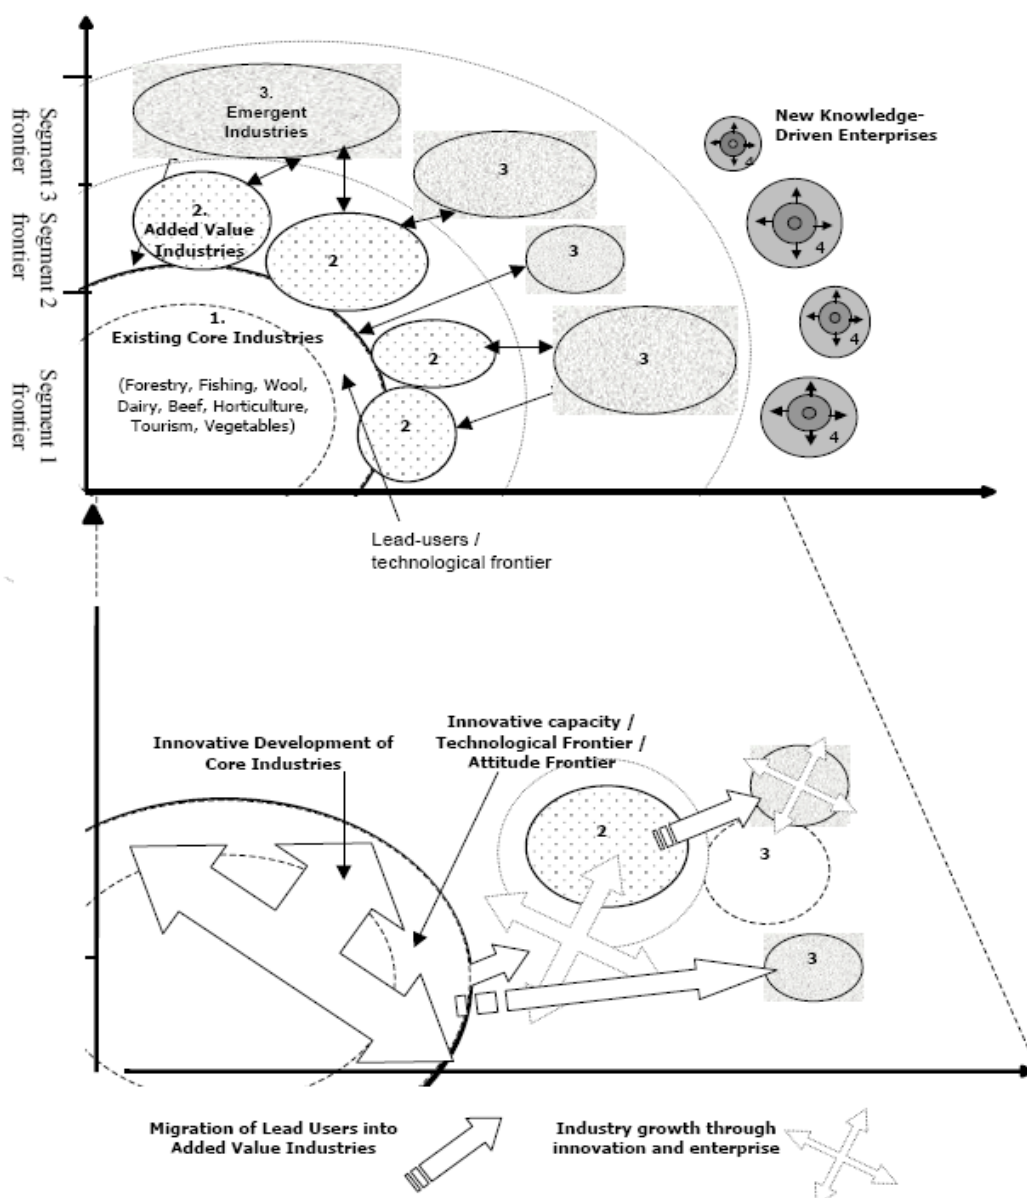 Segment 3
frontier
Segment 2
frontier
Segment 1
frontier
3.
Emergent
Industries
New Knowledge-
Driven Enterprises
4
3
2.
Added Value
Industries
2
4
3
1.
Existing Core Industries
4
2
3
(Forestry, Fishing, Wool,
Dairy, Beef, Horticulture,
Tourism, Vegetables)
2
4
Lead-users /
technological frontier
Innovative Development of
Core Industries
Innovative capacity /
Technological Frontier /
Attitude Frontier
2
3
3
Migration of Lead Users into
Added Value Industries
Industry growth through
innovation and enterprise